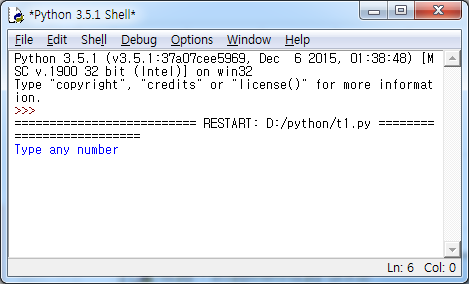 *Python 3.5.1 Shell*
File Edit Shell Debug Options Window Help
Python 3.5.1 (v3.5.1:37a07cee5969, Dec  6 2015, 01:38:48) [M
SC v.1900 32 bit (Intel)] on win32
Type "copyright", "credits" or "license()" for more informat
ion.
>>>
========================== RESTART: D:/python/t1.py ========
==================
Type any number
Ln: 6 Col: 0